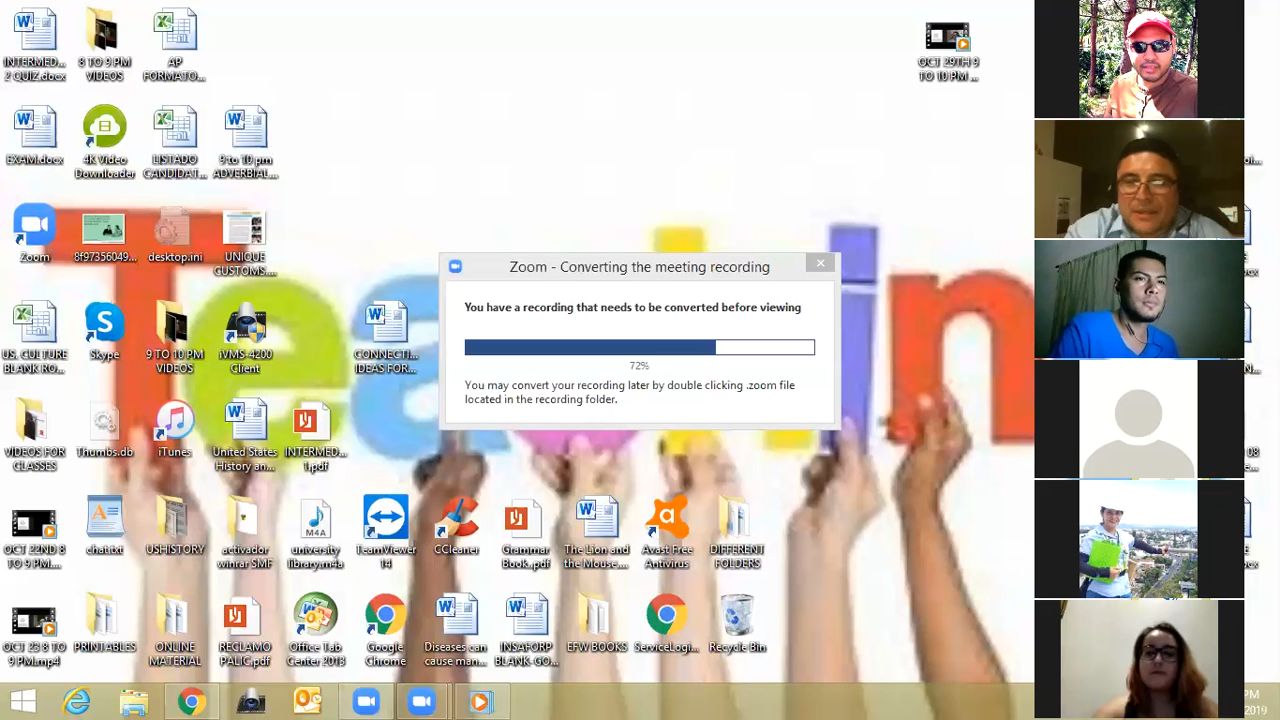 INTERMED...
2 QUIZ.docx
8 TO 9 PM
VIDEOS
AP
FORMATO...
OCT 29TH 9
TO 10 PM ...
EXAM.docx
4K Video
Downloader
LISTADO
CANDIDAT...
9 to 10 pm
ADVERBIAL...
Zoom
8f97356049...
desktop.ini
UNIQUE
CUSTOMS....
Zoom - Converting the meeting recording
You have a recording that needs to be converted before viewing
72%
You may convert your recording later by double clicking .zoom file
located in the recording folder.
US. CULTURE
BLANK RO...
Skype
9 TO 10 PM
VIDEOS
iVMS-4200
Client
CONNECTI...
IDEAS FOR...
VIDEOS FOR
CLASSES
Thumbs.db
iTunes
United States
History an...
INTERMED...
1.pdf
OCT 22ND 8
TO 9 PM....
chat.txt
USHISTORY
activador
winrar SMF
M4A
university
library.m4a
TeamViewer
14
CCleaner
Grammar
Book..pdf
The Lion and
the Mouse....
Avast Free
Antivirus
DIFFERENT
FOLDERS
OCT 23 8 TO
9 PM.mp4
PRINTABLES
ONLINE
MATERIAL
RECLAMO
PALIC.pdf
Office Tab
Center 2013
Google
Chrome
Diseases can
cause man...
INSAFORP
BLANK-GO...
EFW BOOKS
ServiceLogi...
Recycle Bin